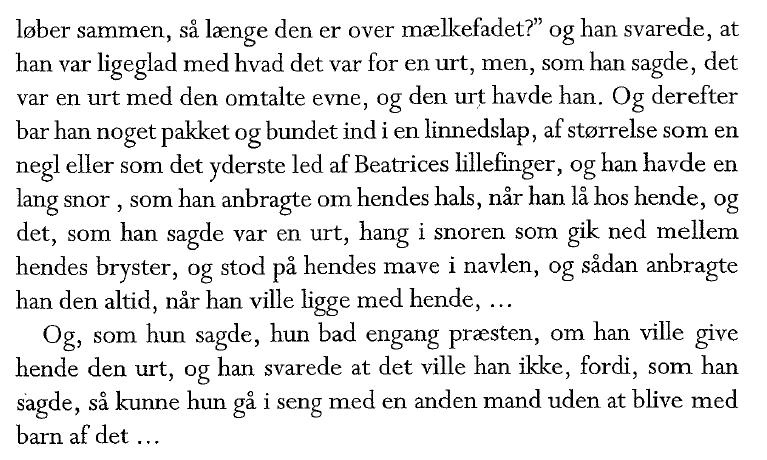 løber sammen, så længe den er over mælkefadet?” og han svarede, at
han var ligeglad med hvad det var for en urt, men, som han sagde, det
var en urt med den omtalte evne, og den urt havde han. Og derefter
bar han noget pakket og bundet ind i en linnedslap, af størrelse som en
negl eller som det yderste led af Beatrices lillefinger, og han havde en
lang snor , som han anbragte om hendes hals, når han lå hos hende, og
det, som han sagde var en urt, hang i snoren som gik ned mellem
hendes bryster, og stod på hendes mave i navlen, og sådan anbragte
han den altid, når han ville ligge med hende, ...
Og, som hun sagde, hun bad engang præsten, om han ville give
hende den urt, og han svarede at det ville han ikke, fordi, som han
sagde, så kunne hun gå i seng med en anden mand uden at blive med
barn af det ...